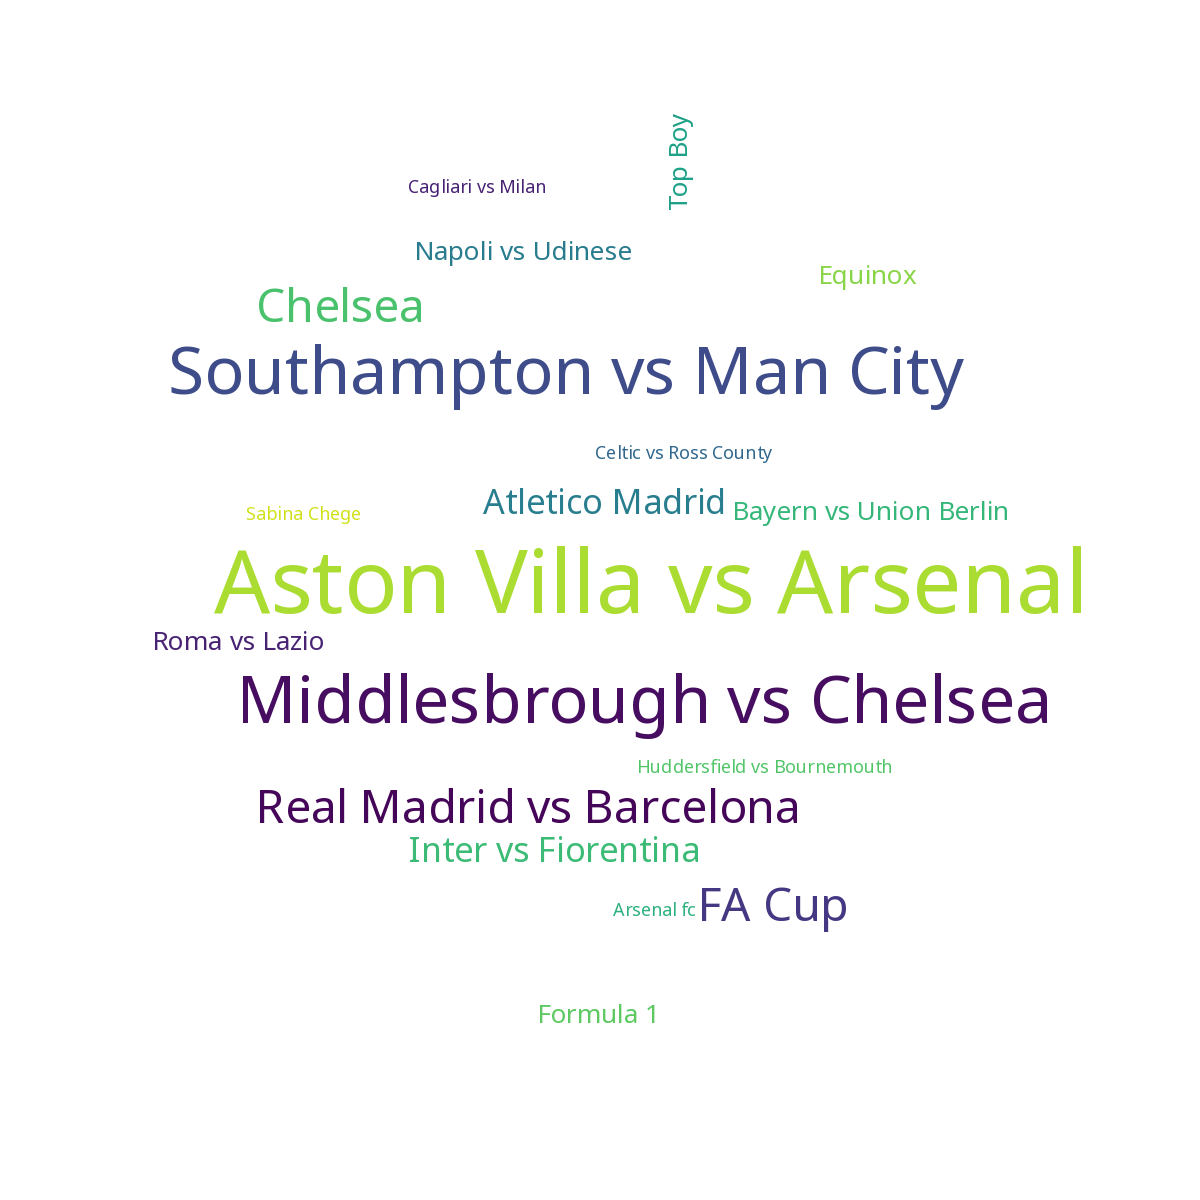 Top Boy
Cagliari vs Milan
Napoli vs Udinese
Equinox
Chelsea
Southampton vs Man City
Celtic vs Ross County
Atletico Madrid
Bayern vs Union Berlin
Sabina Chege
Aston Villa vs Arsenal
Roma vs Lazio
Middlesbrough vs Chelsea
Huddersfield vs Bournemouth
Real Madrid vs Barcelona
Inter vs Fiorentina
Arsenal fc
FA Cup
Formula 1